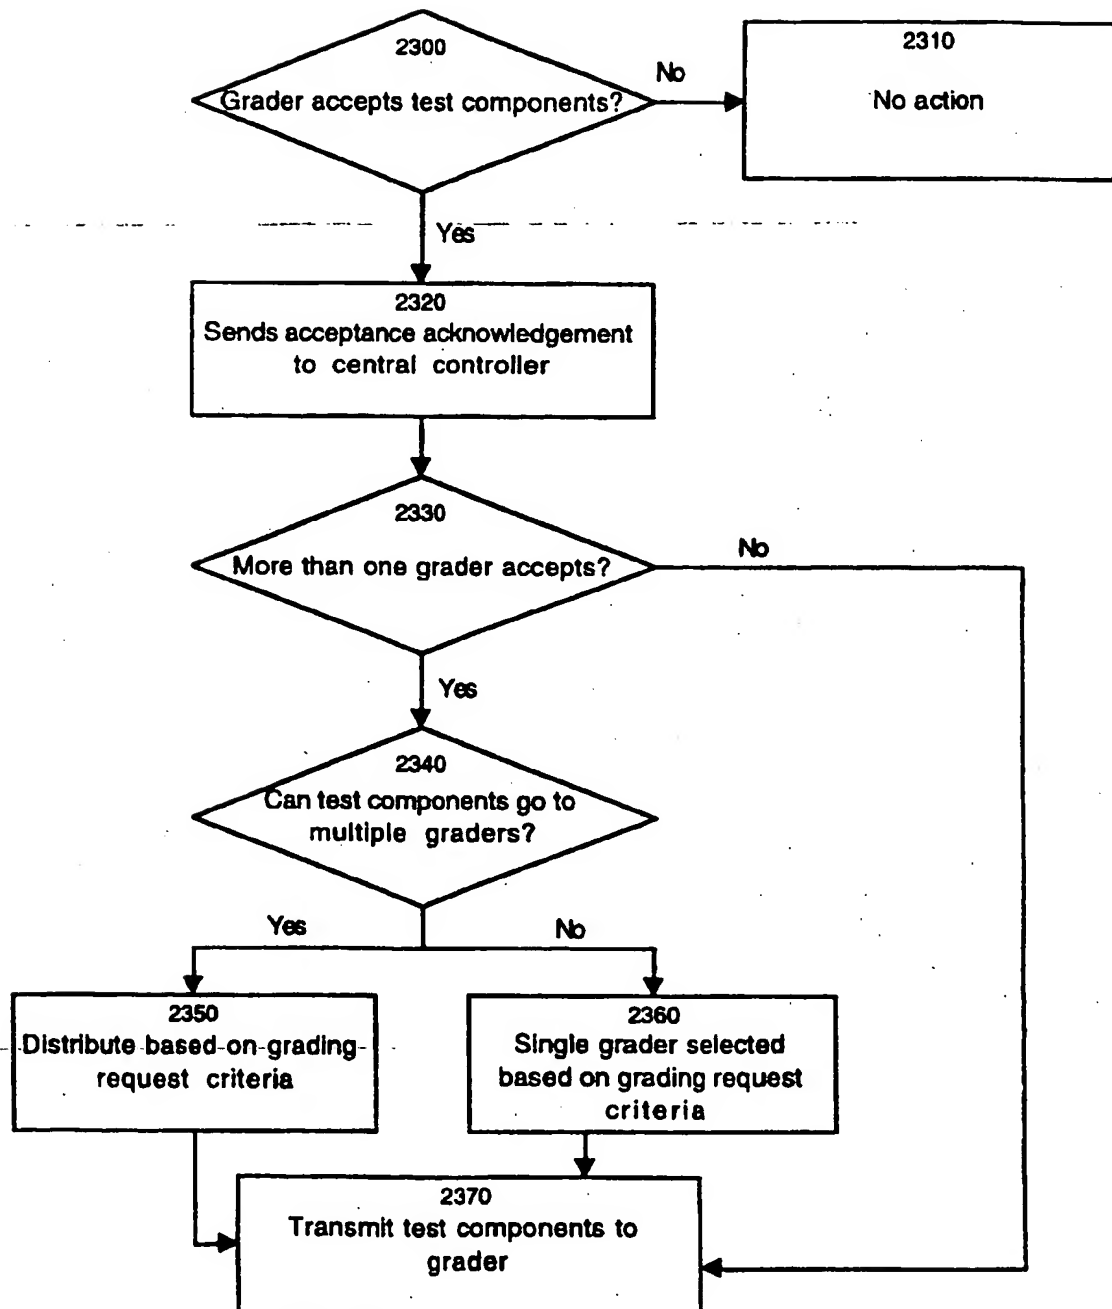 2300
Grader accepts test components?
No
2310
No action
Yes
2320
Sends acceptance acknowledgement
to central controller
2330
More than one grader accepts?
No
Yes
2340
Can test components go to
multiple graders?
Yes
No
2350
Distribute based on grading
request criteria
2360
Single grader selected
based on grading request
criteria
2370
Transmit test components to
grader